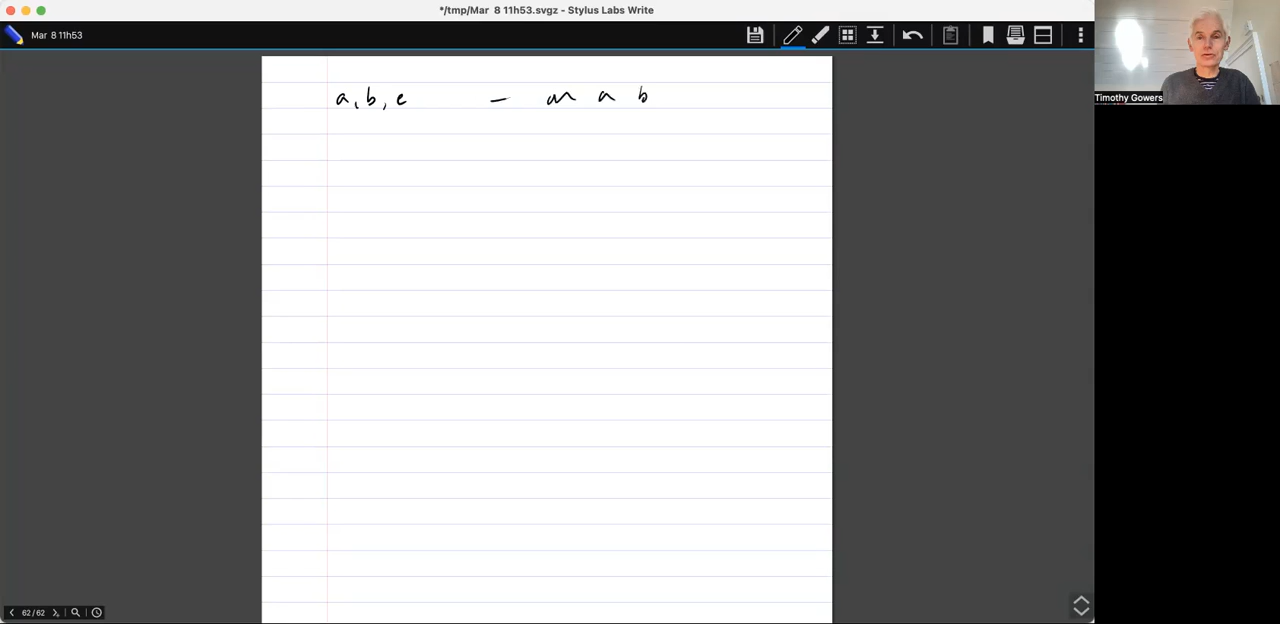 */tmp/Mar 8 11h53.svgz - Stylus Labs Write
Mar 8 11h53
Timothy Gowers
a, b, c – m a b
62/62